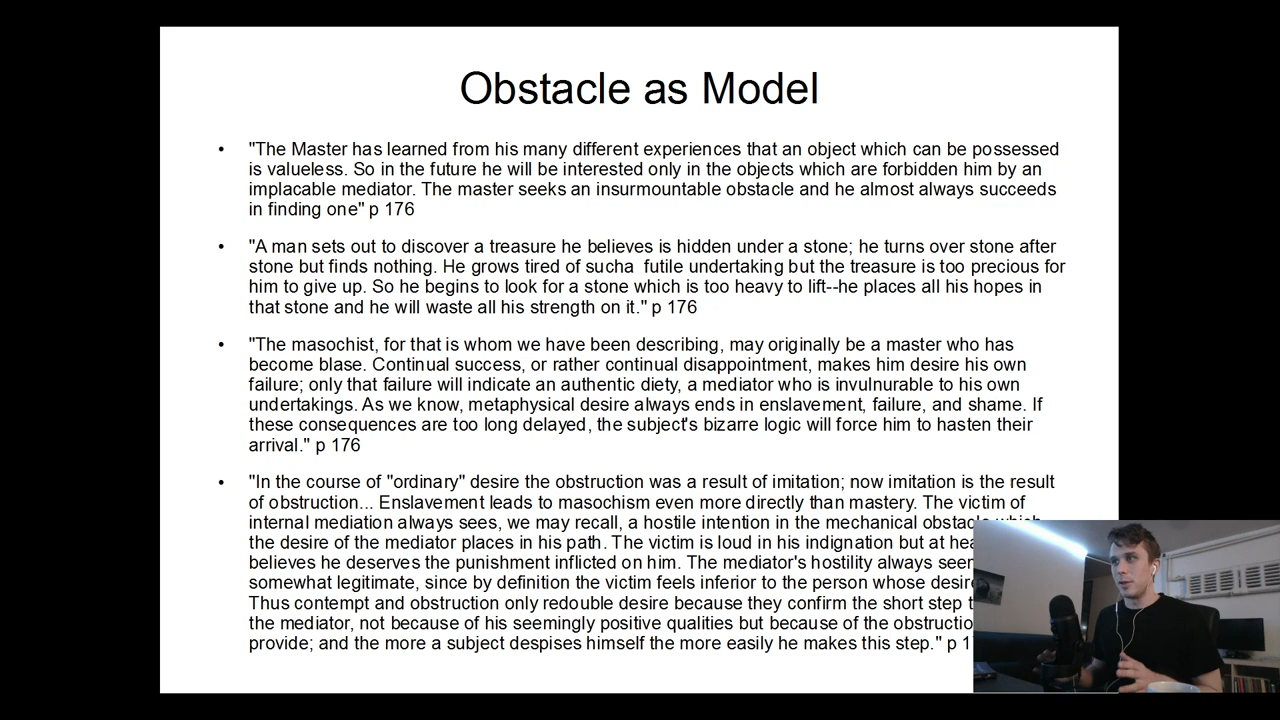 Obstacle as Model
• "The Master has learned from his many different experiences that an object which can be possessed
is valueless. So in the future he will be interested only in the objects which are forbidden him by an
implacable mediator. The master seeks an insurmountable obstacle and he almost always succeeds
in finding one" p 176
• "A man sets out to discover a treasure he believes is hidden under a stone; he turns over stone after
stone but finds nothing. He grows tired of sucha futile undertaking but the treasure is too precious for
him to give up. So he begins to look for a stone which is too heavy to lift--he places all his hopes in
that stone and he will waste all his strength on it." p 176
• "The masochist, for that is whom we have been describing, may originally be a master who has
become blase. Continual success, or rather continual disappointment, makes him desire his own
failure; only that failure will indicate an authentic diety, a mediator who is invulnurable to his own
undertakings. As we know, metaphysical desire always ends in enslavement, failure, and shame. If
these consequences are too long delayed, the subject's bizarre logic will force him to hasten their
arrival." p 176
• "In the course of "ordinary" desire the obstruction was a result of imitation; now imitation is the result
of obstruction... Enslavement leads to masochism even more directly than mastery. The victim of
internal mediation always sees, we may recall, a hostile intention in the mechanical obstacle which
the desire of the mediator places in his path. The victim is loud in his indignation but at
believes he deserves the punishment inflicted on him. The mediator's hostility always
somewhat legitimate, since by definition the victim feels inferior to the person whose
Thus contempt and obstruction only redouble desire because they confirm the short step
the mediator, not because of his seemingly positive qualities but because of the
provide; and the more a subject despises himself the more easily he makes this step." p